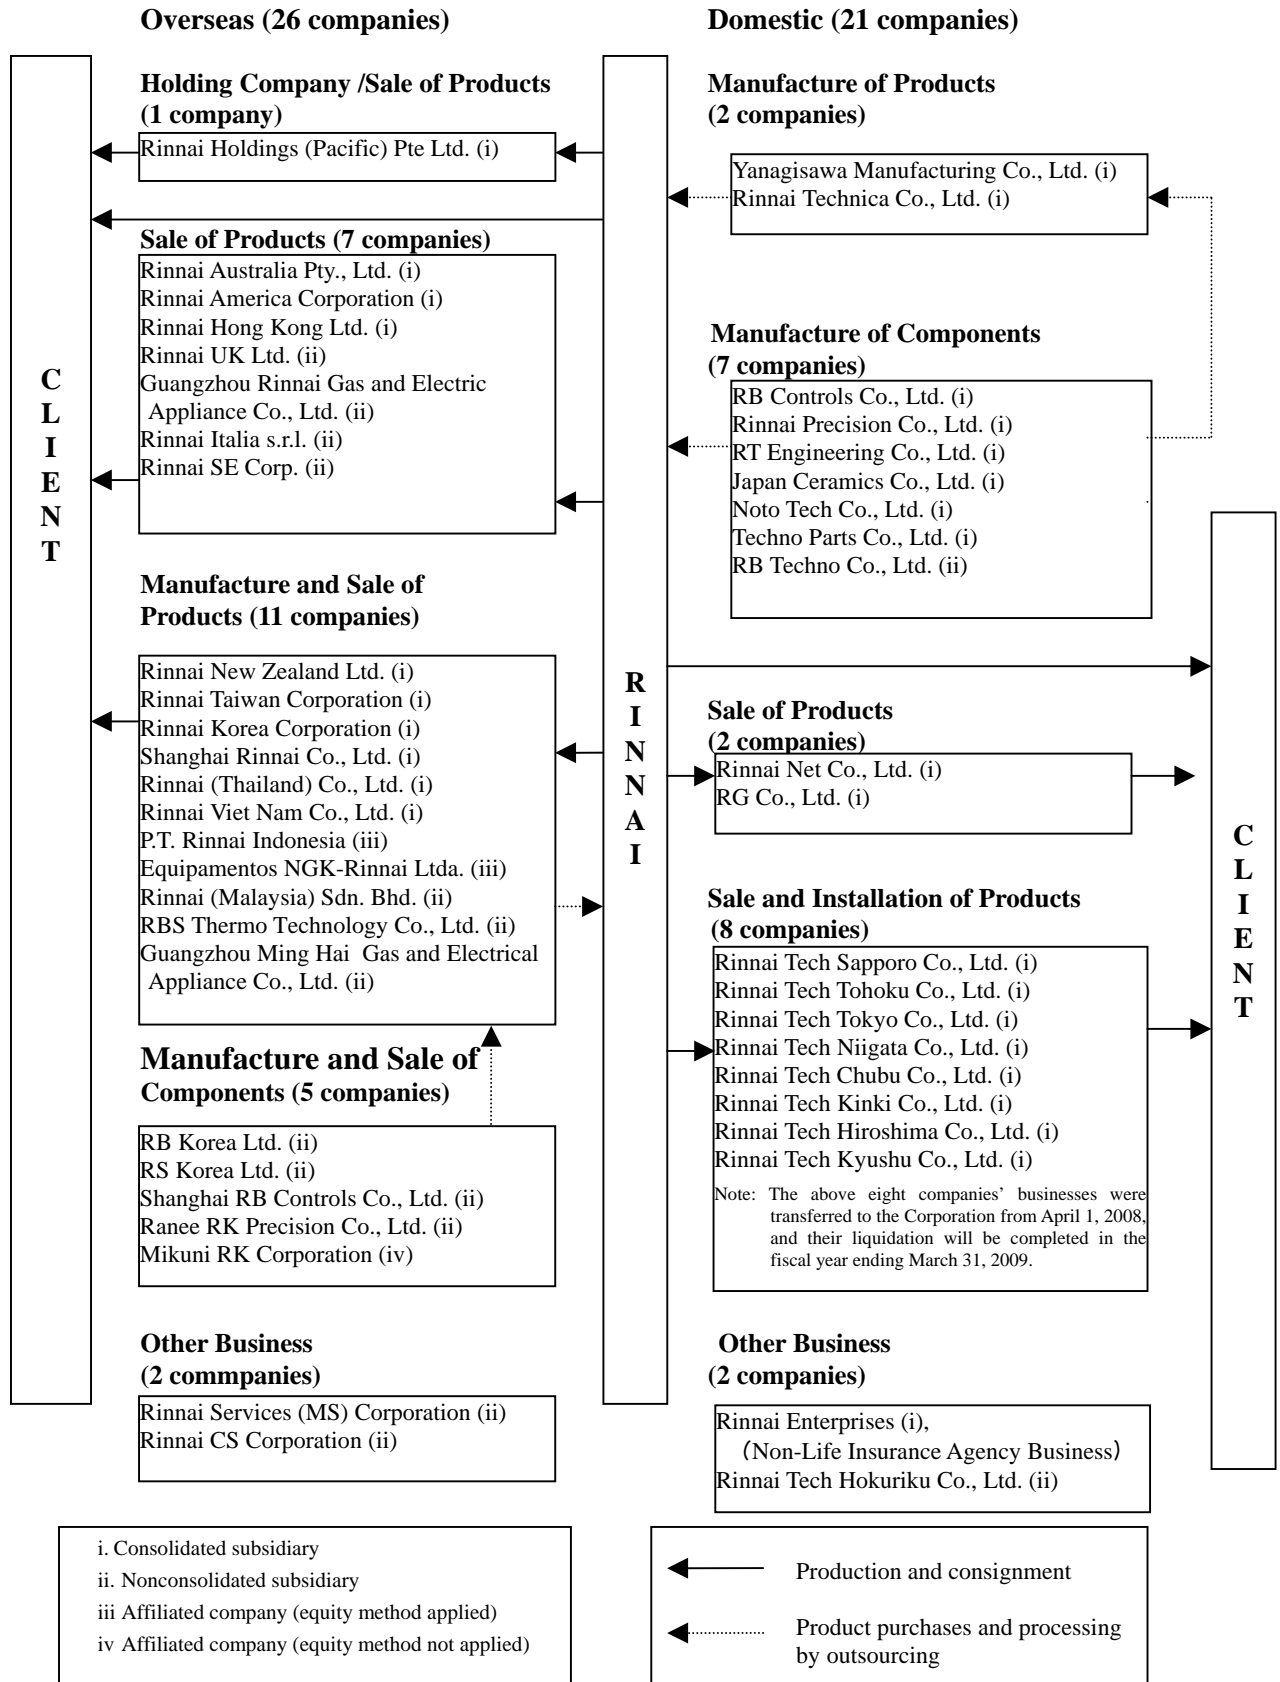 Overseas (26 companies)
Domestic (21 companies)
CLIENT
Holding Company /Sale of Products
(1 company)
Rinnai Holdings (Pacific) Pte Ltd. (i)
Sale of Products (7 companies)
Rinnai Australia Pty., Ltd. (i)
Rinnai America Corporation (i)
Rinnai Hong Kong Ltd. (i)
Rinnai UK Ltd. (ii)
Guangzhou Rinnai Gas and Electric
Appliance Co., Ltd. (ii)
Rinnai Italia s.r.l. (ii)
Rinnai SE Corp. (ii)
Manufacture and Sale of
Products (11 companies)
Rinnai New Zealand Ltd. (i)
Rinnai Taiwan Corporation (i)
Rinnai Korea Corporation (i)
Shanghai Rinnai Co., Ltd. (i)
Rinnai (Thailand) Co., Ltd. (i)
Rinnai Viet Nam Co., Ltd. (i)
P.T. Rinnai Indonesia (iii)
Equipamentos NGK-Rinnai Ltda. (iii)
Rinnai (Malaysia) Sdn. Bhd. (ii)
RBS Thermo Technology Co., Ltd. (ii)
Guangzhou Ming Hai  Gas and Electrical
Appliance Co., Ltd. (ii)
Manufacture and Sale of
Components (5 companies)
RB Korea Ltd. (ii)
RS Korea Ltd. (ii)
Shanghai RB Controls Co., Ltd. (ii)
Ranee RK Precision Co., Ltd. (ii)
Mikuni RK Corporation (iv)
Other Business
(2 commpanies)
Rinnai Services (MS) Corporation (ii)
Rinnai CS Corporation (ii)
RINNAI
Manufacture of Products
(2 companies)
Yanagisawa Manufacturing Co., Ltd. (i)
Rinnai Technica Co., Ltd. (i)
Manufacture of Components
(7 companies)
RB Controls Co., Ltd. (i)
Rinnai Precision Co., Ltd. (i)
RT Engineering Co., Ltd. (i)
Japan Ceramics Co., Ltd. (i)
Noto Tech Co., Ltd. (i)
Techno Parts Co., Ltd. (i)
RB Techno Co., Ltd. (ii)
Sale of Products
(2 companies)
Rinnai Net Co., Ltd. (i)
RG Co., Ltd. (i)
Sale and Installation of Products
(8 companies)
Rinnai Tech Sapporo Co., Ltd. (i)
Rinnai Tech Tohoku Co., Ltd. (i)
Rinnai Tech Tokyo Co., Ltd. (i)
Rinnai Tech Niigata Co., Ltd. (i)
Rinnai Tech Chubu Co., Ltd. (i)
Rinnai Tech Kinki Co., Ltd. (i)
Rinnai Tech Hiroshima Co., Ltd. (i)
Rinnai Tech Kyushu Co., Ltd. (i)
Note: The above eight companies’ businesses were
transferred to the Corporation from April 1, 2008,
and their liquidation will be completed in the
fiscal year ending March 31, 2009.
Other Business
(2 companies)
Rinnai Enterprises (i),
（Non-Life Insurance Agency Business）
Rinnai Tech Hokuriku Co., Ltd. (ii)
CLIENT
i. Consolidated subsidiary
ii. Nonconsolidated subsidiary
iii Affiliated company (equity method applied)
iv Affiliated company (equity method not applied)
Production and consignment
Product purchases and processing
by outsourcing